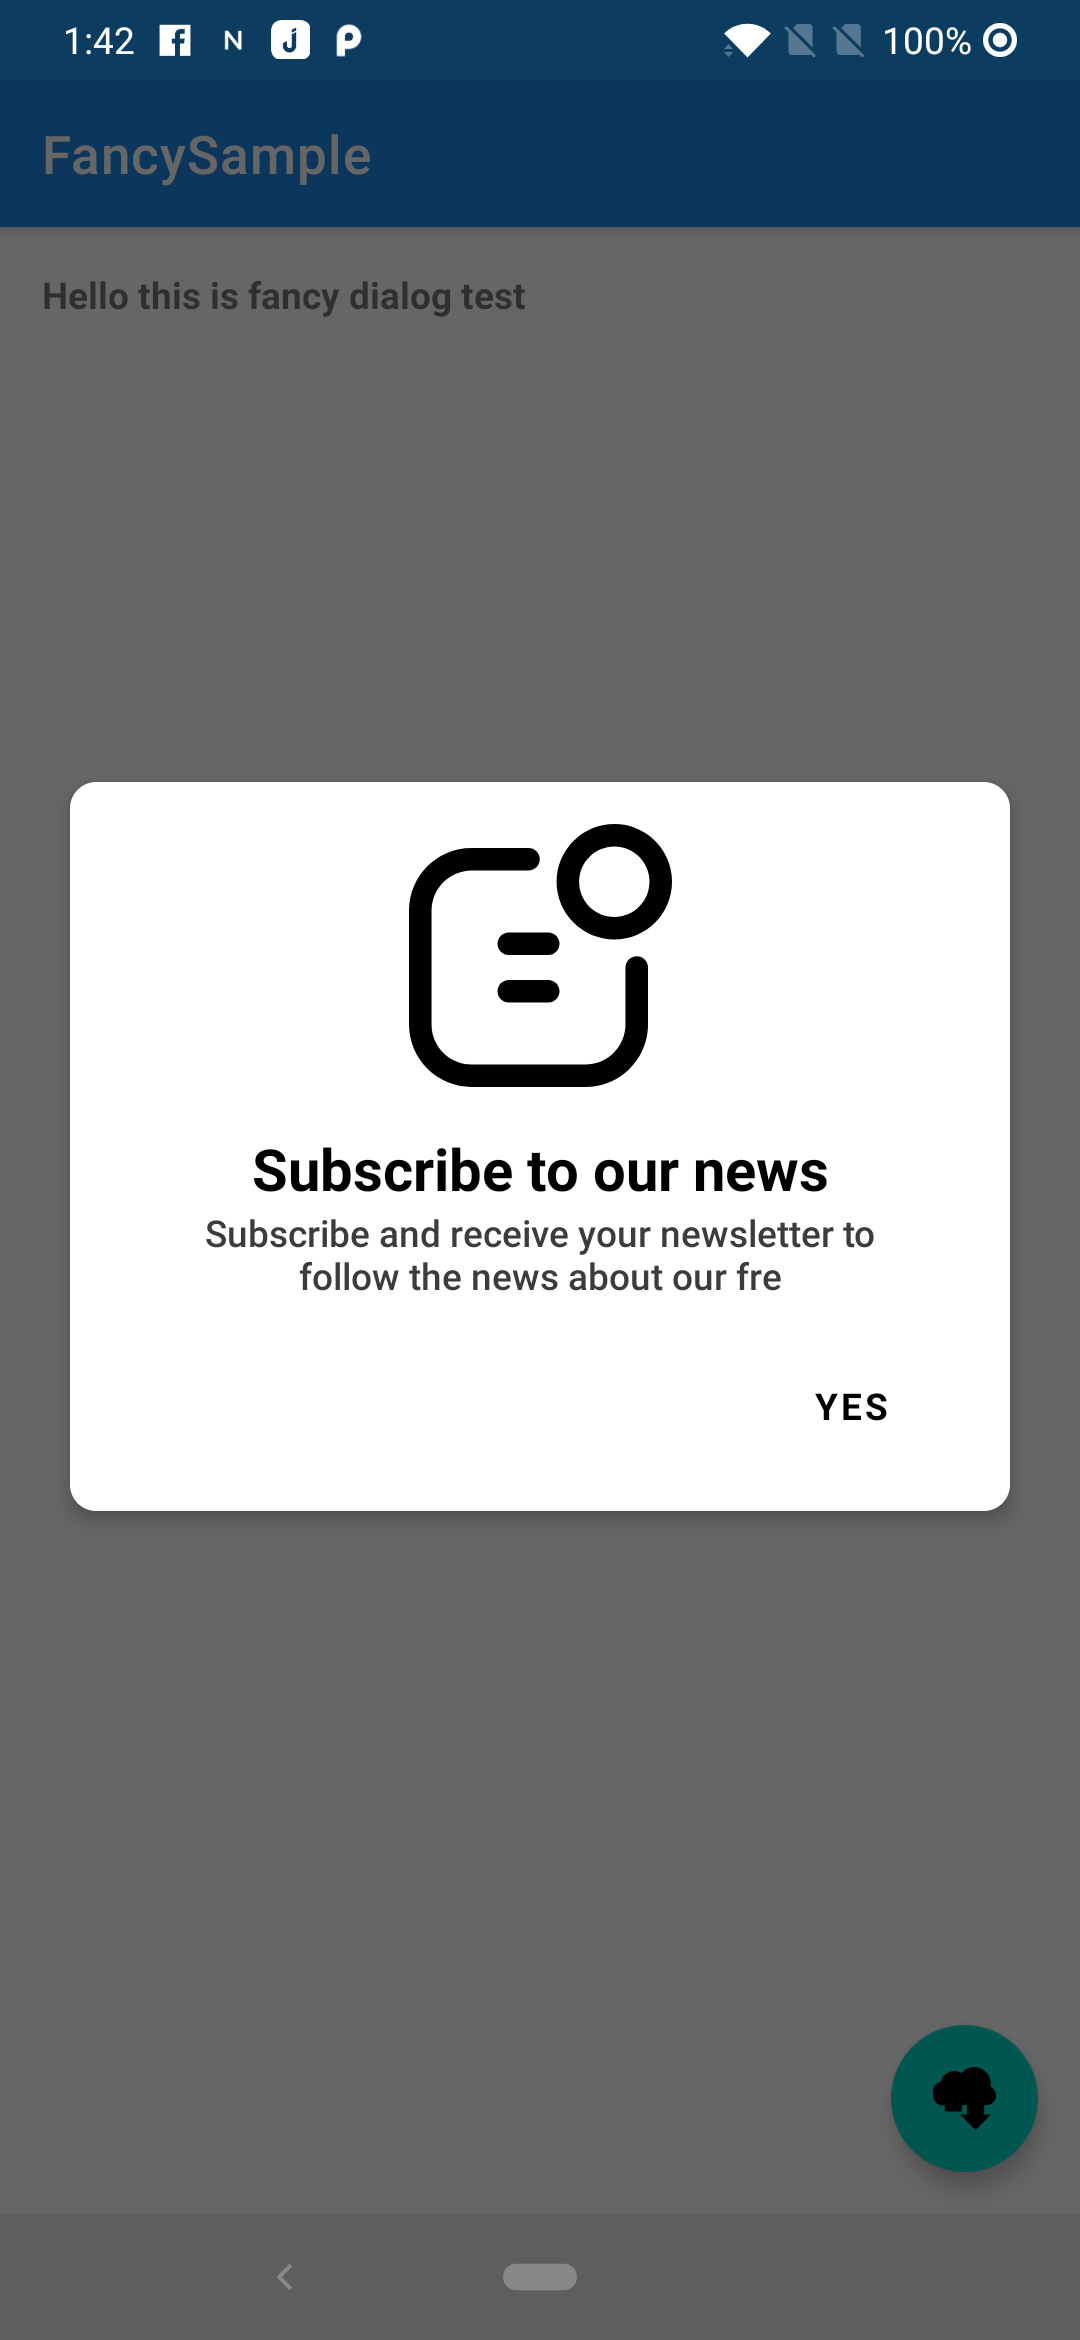 1:42
100%
FancySample
Hello this is fancy dialog test
Subscribe to our news
Subscribe and receive your newsletter to
follow the news about our fre
YES